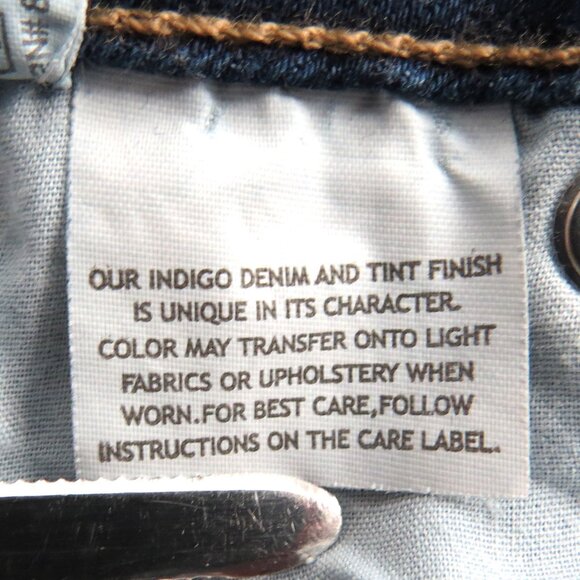 OUR INDIGO DENIM AND TINT FINISH
IS UNIQUE IN ITS CHARACTER.
COLOR MAY TRANSFER ONTO LIGHT
FABRICS OR UPHOLSTERY WHEN
WORN.FOR BEST CARE,FOLLOW
INSTRUCTIONS ON THE CARE LABEL.